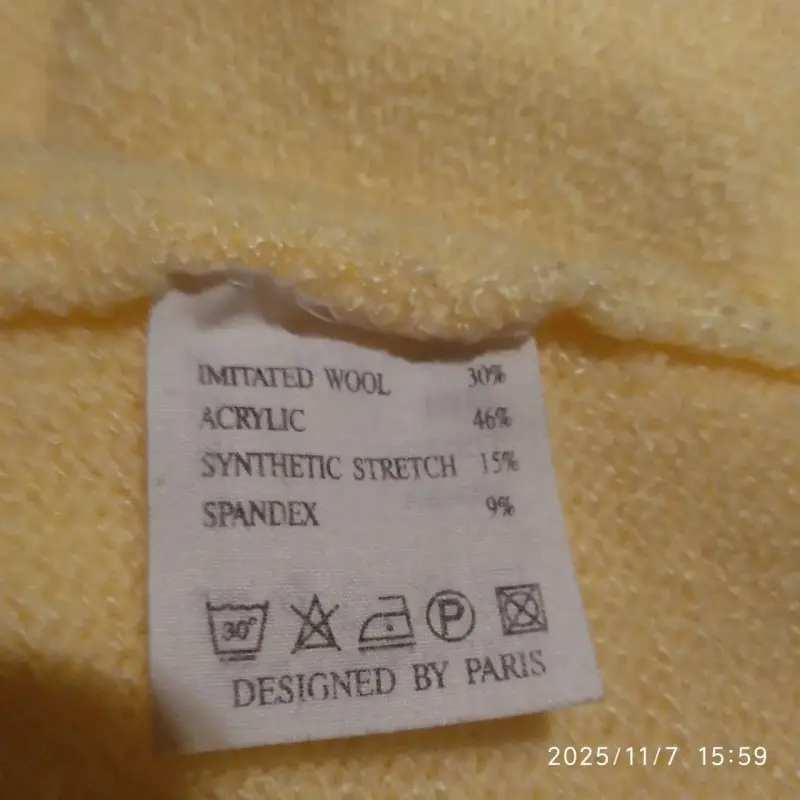 IMITATED WOOL 30%
ACRYLIC 46%
SYNTHETIC STRETCH 15%
SPANDEX 9%
30° P
DESIGNED BY PARIS
2025/11/7 15:59